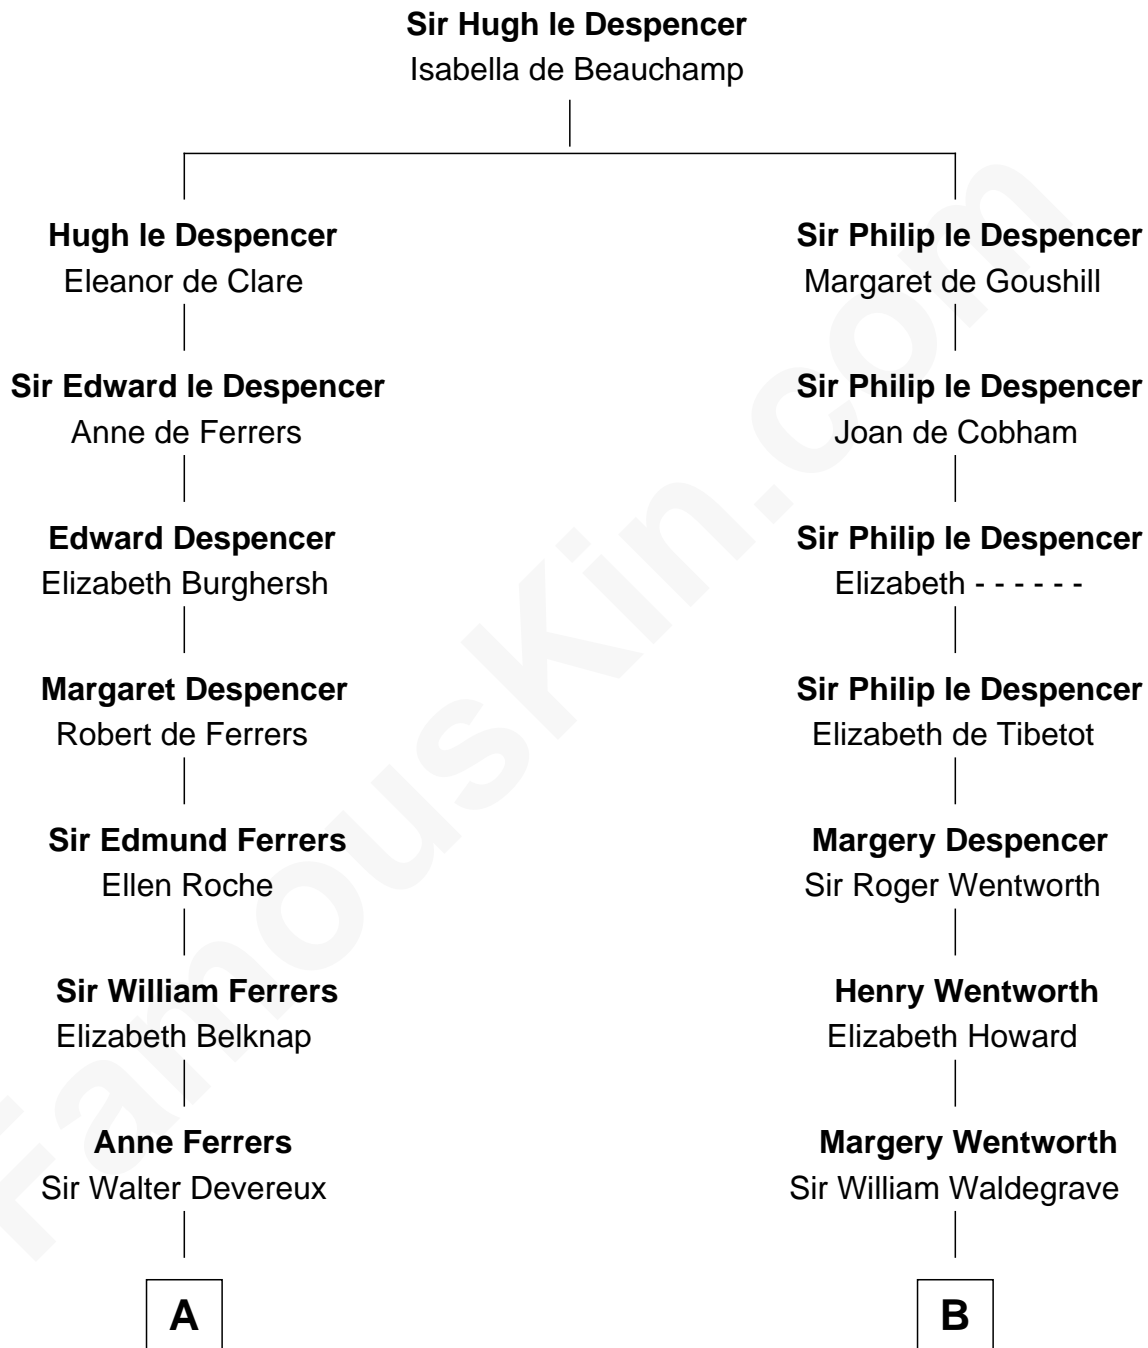 Sir Hugh le Despencer
Isabella de Beauchamp
Hugh le Despencer
Eleanor de Clare
Sir Philip le Despencer
Margaret de Goushill
Sir Edward le Despencer
Anne de Ferrers
Sir Philip le Despencer
Joan de Cobham
Edward Despencer
Elizabeth Burghersh
Sir Philip le Despencer
Elizabeth - - - - - -
Margaret Despencer
Robert de Ferrers
Sir Philip le Despencer
Elizabeth de Tibetot
Sir Edmund Ferrers
Ellen Roche
Margery Despencer
Sir Roger Wentworth
Sir William Ferrers
Elizabeth Belknap
Henry Wentworth
Elizabeth Howard
Anne Ferrers
Sir Walter Devereux
Margery Wentworth
Sir William Waldegrave
A
B
FamousKin.com